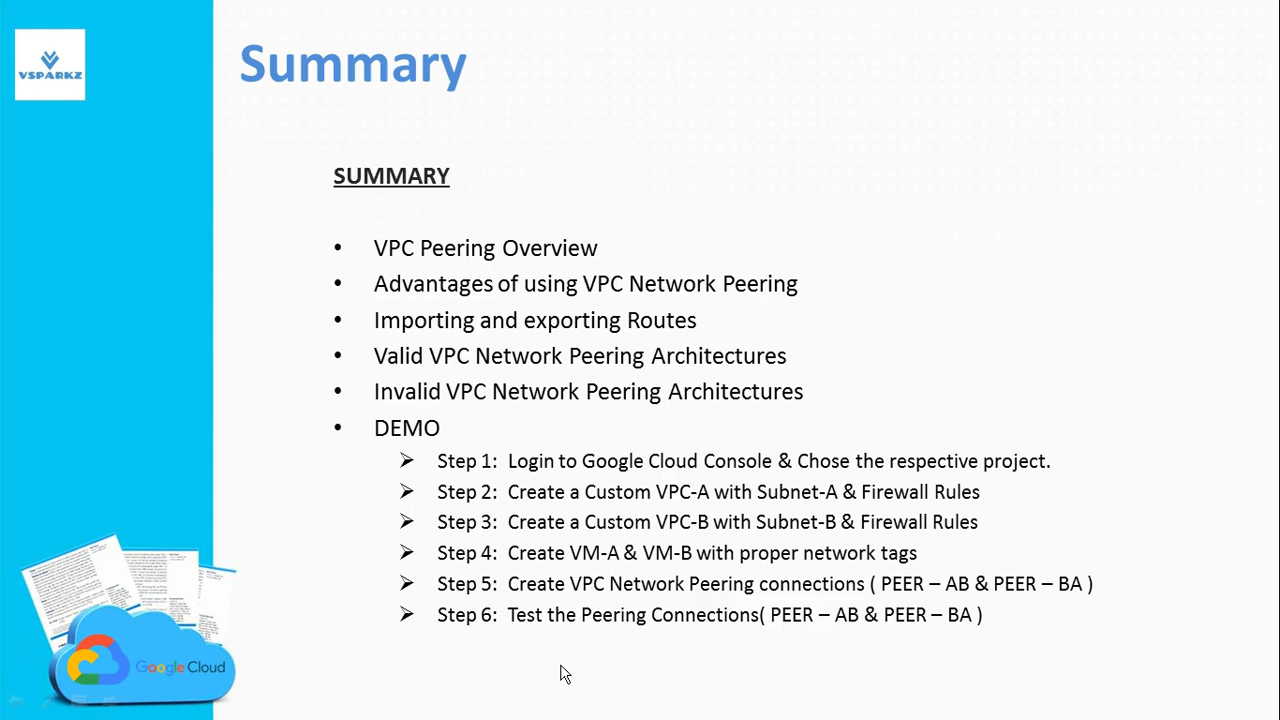 VSPARKZ
Summary
SUMMARY
• VPC Peering Overview
• Advantages of using VPC Network Peering
• Importing and exporting Routes
• Valid VPC Network Peering Architectures
• Invalid VPC Network Peering Architectures
• DEMO
➢ Step 1: Login to Google Cloud Console & Chose the respective project.
➢ Step 2: Create a Custom VPC-A with Subnet-A & Firewall Rules
➢ Step 3: Create a Custom VPC-B with Subnet-B & Firewall Rules
➢ Step 4: Create VM-A & VM-B with proper network tags
➢ Step 5: Create VPC Network Peering connections ( PEER – AB & PEER – BA )
➢ Step 6: Test the Peering Connections( PEER – AB & PEER – BA )
Google Cloud